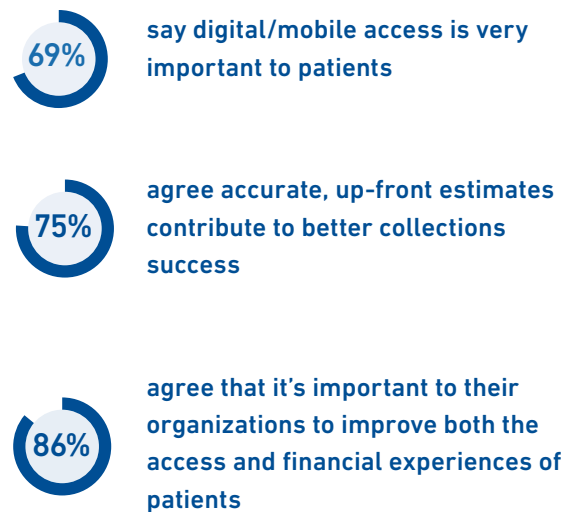 69%
say digital/mobile access is very
important to patients
75%
agree accurate, up-front estimates
contribute to better collections
success
86%
agree that it’s important to their
organizations to improve both the
access and financial experiences of
patients